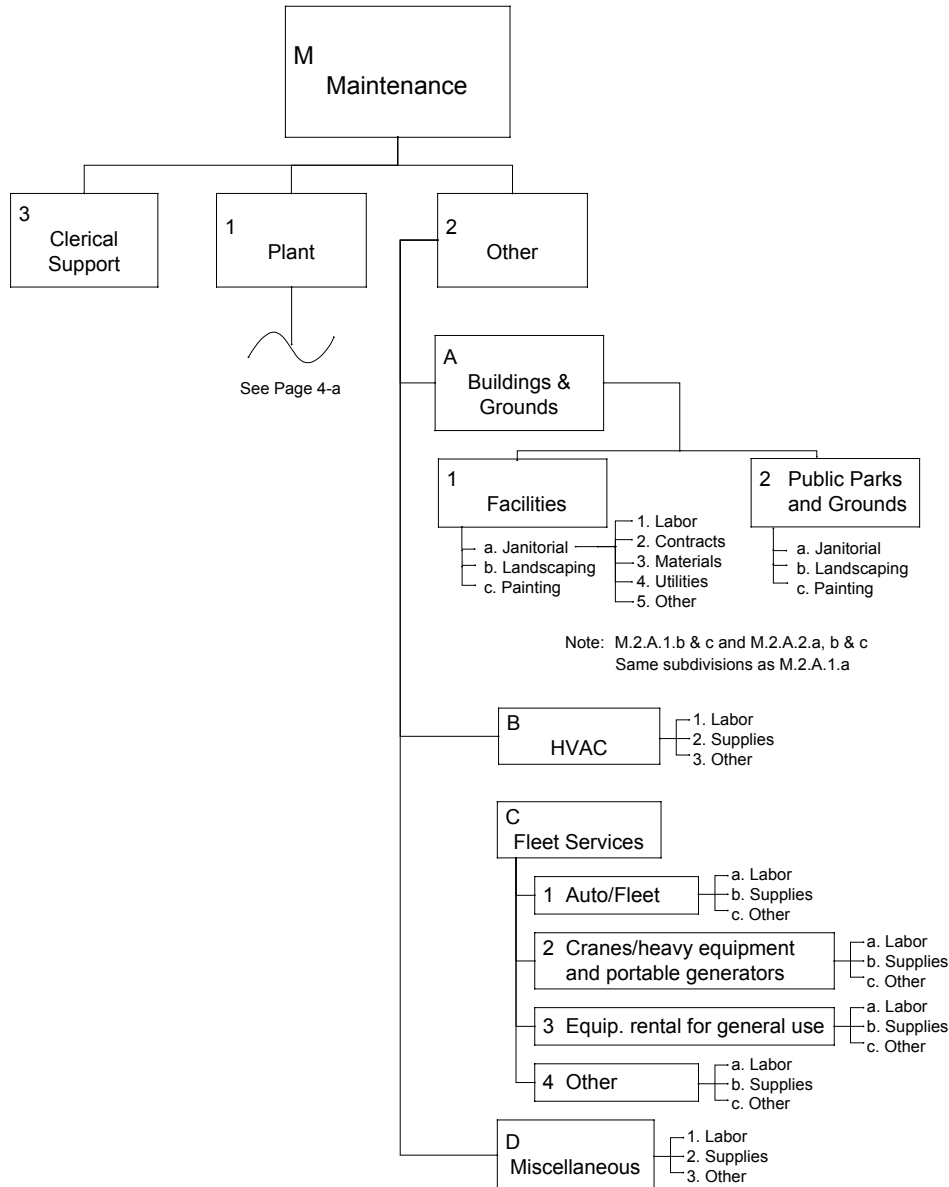 M
Maintenance
3
Clerical
Support
1
Plant
2
Other
See Page 4-a
A
Buildings &
Grounds
1
Facilities
a. Janitorial
b. Landscaping
c. Painting
1. Labor
2. Contracts
3. Materials
4. Utilities
5. Other
2 Public Parks
and Grounds
a. Janitorial
b. Landscaping
c. Painting
Note: M.2.A.1.b & c and M.2.A.2.a, b & c
Same subdivisions as M.2.A.1.a
B
HVAC
1. Labor
2. Supplies
3. Other
C
Fleet Services
1 Auto/Fleet
a. Labor
b. Supplies
c. Other
2 Cranes/heavy equipment
and portable generators
a. Labor
b. Supplies
c. Other
3 Equip. rental for general use
a. Labor
b. Supplies
c. Other
4 Other
a. Labor
b. Supplies
c. Other
D
Miscellaneous
1. Labor
2. Supplies
3. Other